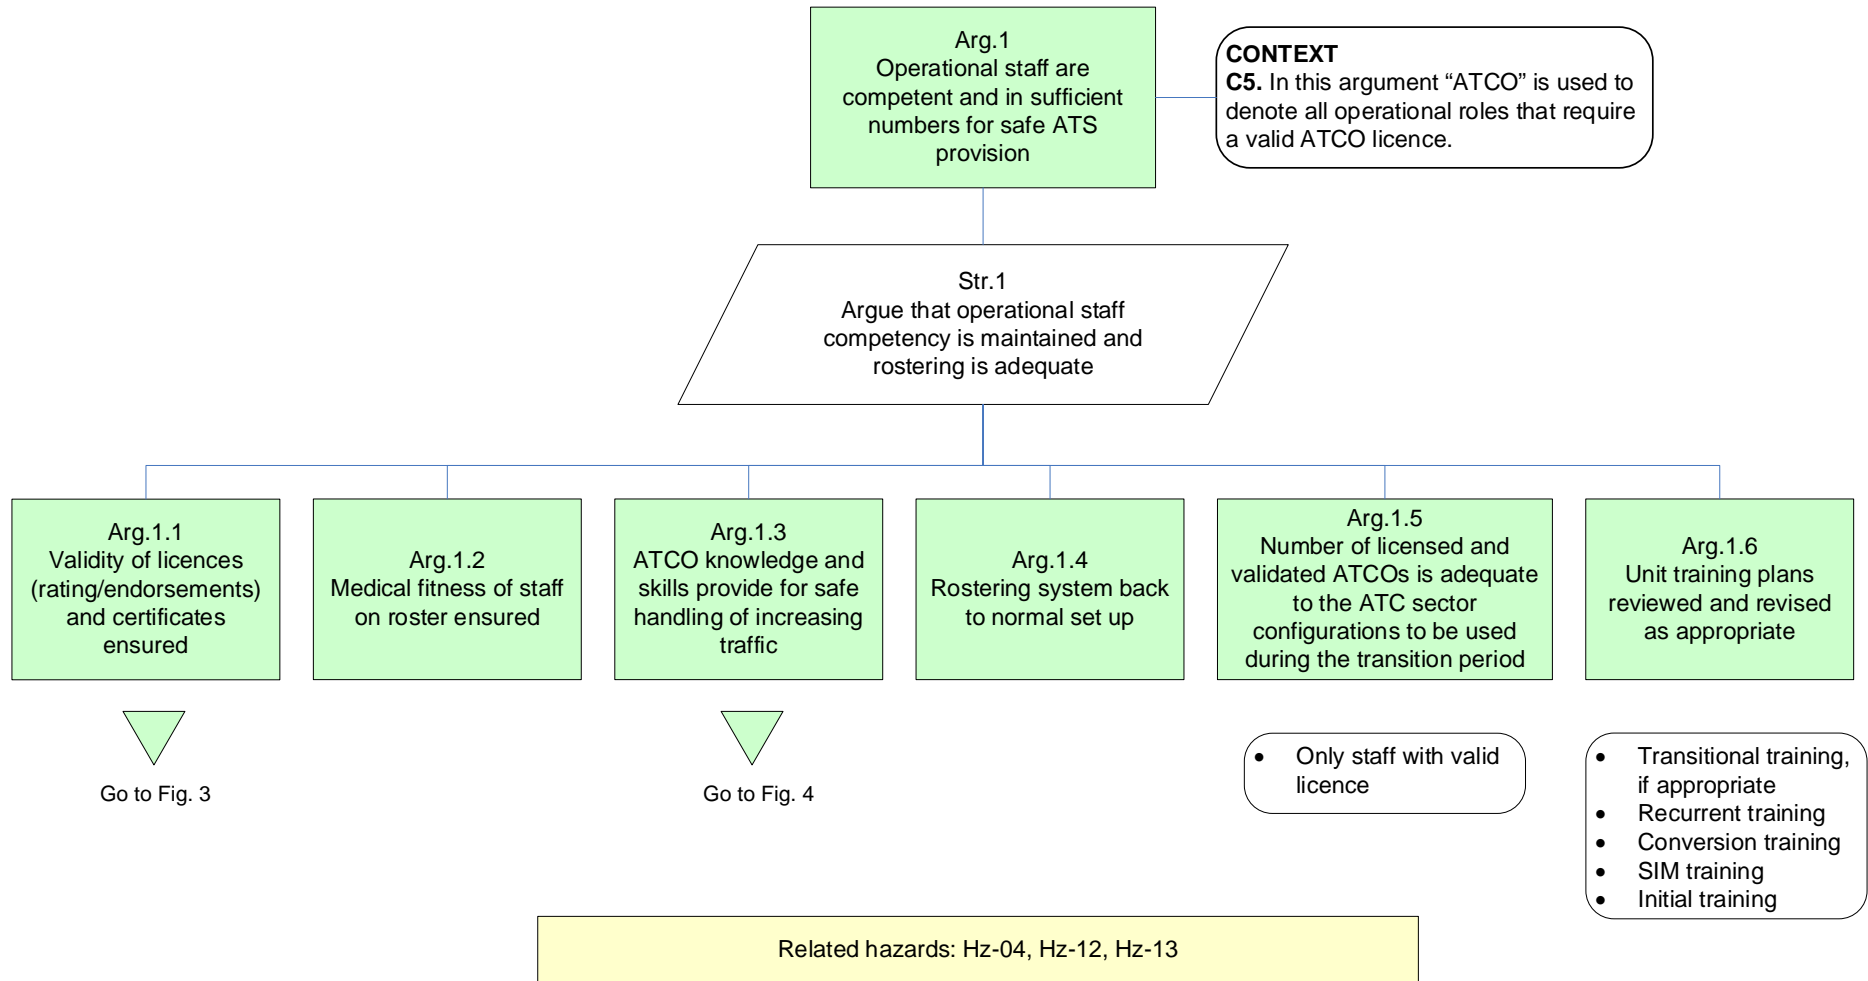 Arg.1
Operational staff are
competent and in sufficient
numbers for safe ATS
provision
CONTEXT
C5. In this argument “ATCO” is used to
denote all operational roles that require
a valid ATCO licence.
Str.1
Argue that operational staff
competency is maintained and
rostering is adequate
Arg.1.1
Validity of licences
(rating/endorsements)
and certificates
ensured
Arg.1.2
Medical fitness of staff
on roster ensured
Arg.1.3
ATCO knowledge and
skills provide for safe
handling of increasing
traffic
Arg.1.4
Rostering system back
to normal set up
Arg.1.5
Number of licensed and
validated ATCOs is adequate
to the ATC sector
configurations to be used
during the transition period
Arg.1.6
Unit training plans
reviewed and revised
as appropriate
Go to Fig. 3
Go to Fig. 4
• Only staff with valid
licence
• Transitional training,
if appropriate
• Recurrent training
• Conversion training
• SIM training
• Initial training
Related hazards: Hz-04, Hz-12, Hz-13